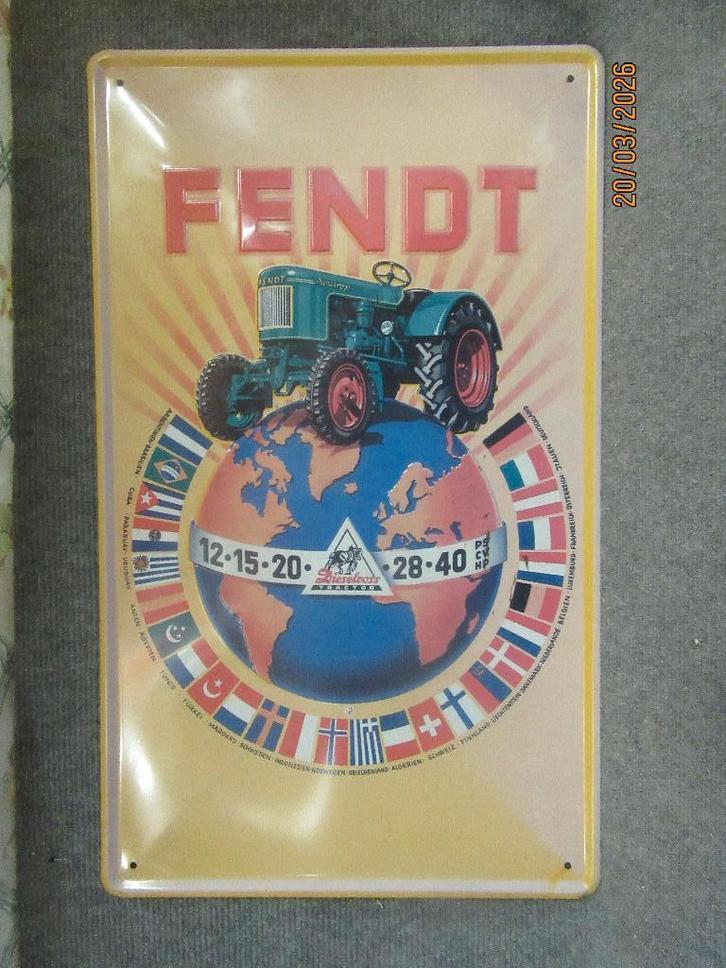 20/03/2026
FENDT
FENDT
ARGENTINIEN · BRASILIEN · CUBA · PARAGUAY · URUGUAY
ÄGYPTEN · TUNIS · TÜRKEI · MAROKKO · SCHWEDEN · INDONESIEN · NORWEGEN · GRIECHENLAND · ALGERIEN · SCHWEIZ · FINNLAND · LIECHTENSTEIN · DÄNEMARK · NIEDERLANDE · BELGIEN · LUXEMBURG · FRANKREICH · ÖSTERREICH · ITALIEN · DEUTSCHLAND
12·15·20· ·28·40 PS CV HP
Dieselross
TRACTOR